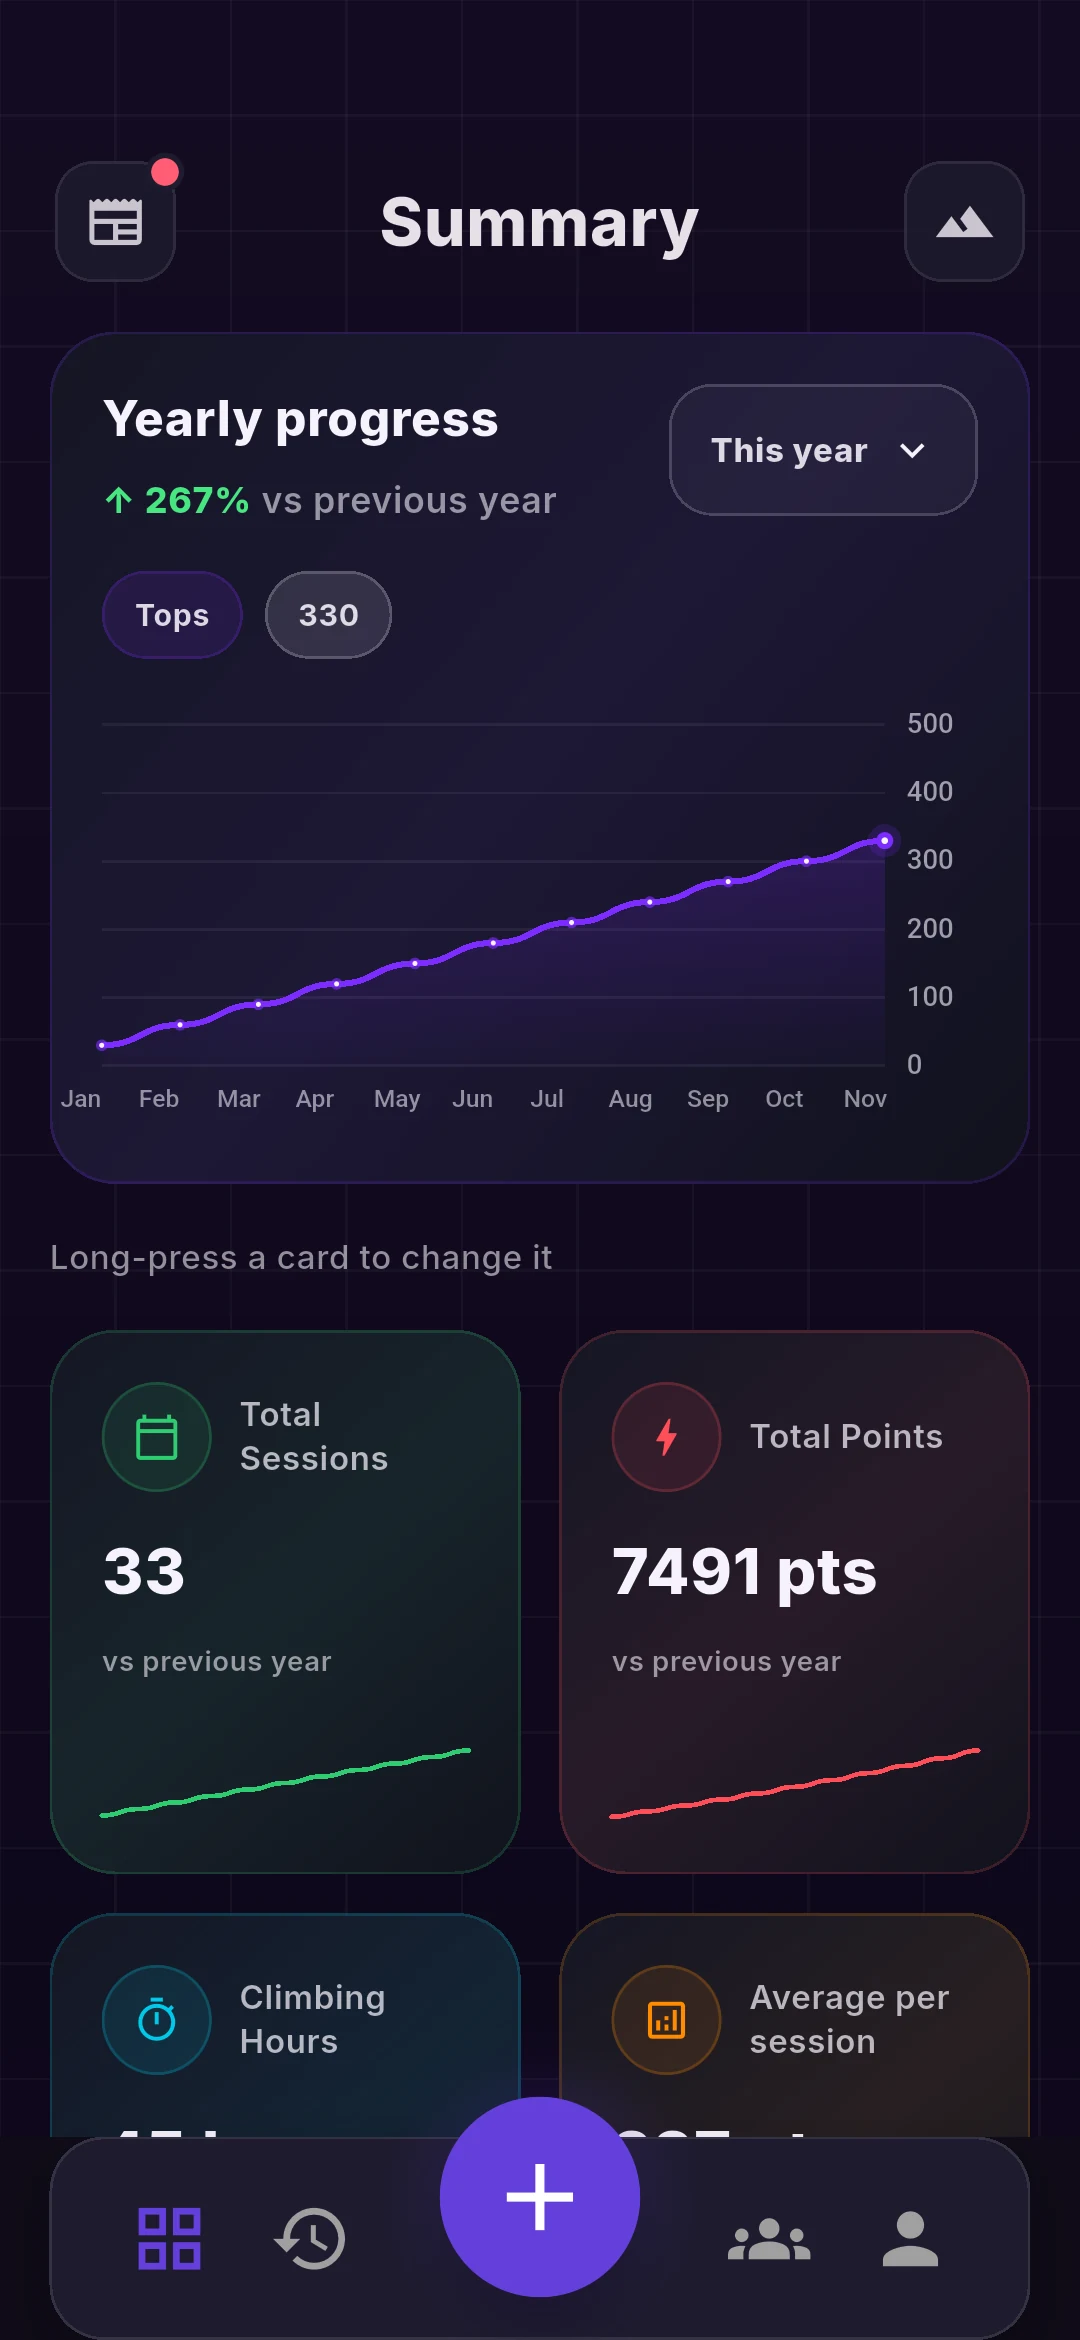 Summary
Yearly progress
This year
↑ 267% vs previous year
Tops
330
500
400
300
200
100
0
Jan Feb Mar Apr May Jun Jul Aug Sep Oct Nov
Long-press a card to change it
Total
Sessions
33
vs previous year
Total Points
7491 pts
vs previous year
Climbing
Hours
Average per
session